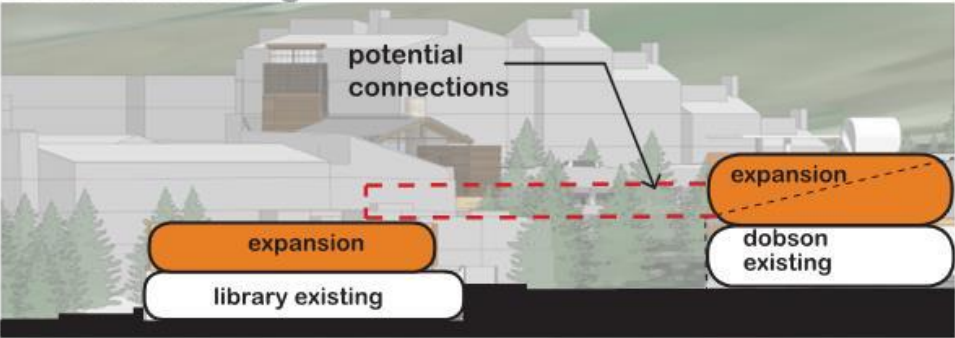 potential
connections
expansion
dobson
existing
expansion
library existing